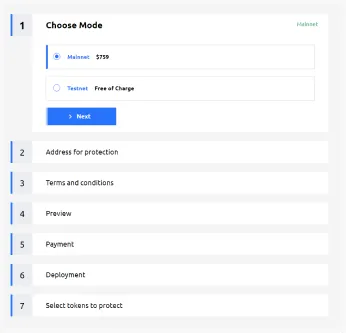 1 Choose Mode Mainnet
Mainnet $759
Testnet Free of Charge
> Next
2 Address for protection
3 Terms and conditions
4 Preview
5 Payment
6 Deployment
7 Select tokens to protect